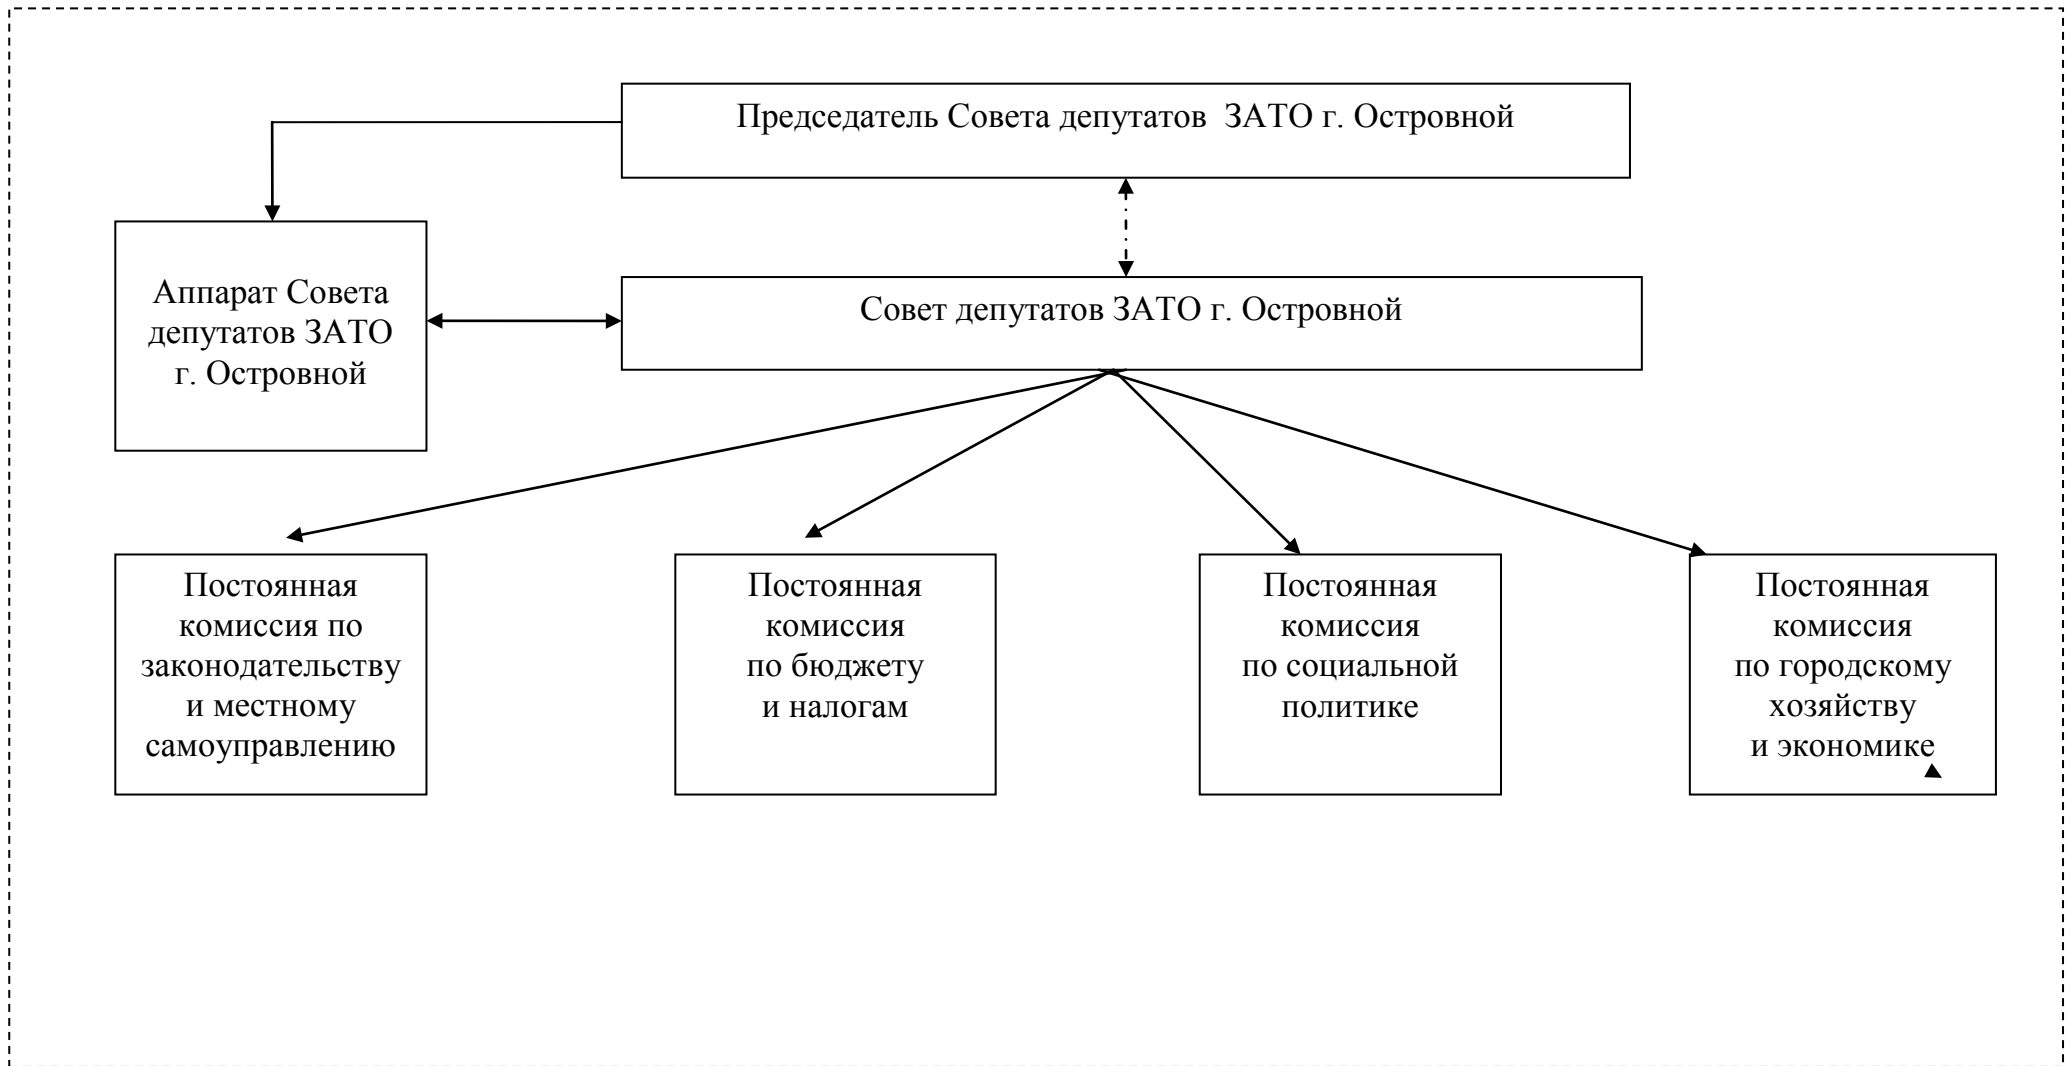 Председатель Совета депутатов  ЗАТО г. Островной
Аппарат Совета
депутатов ЗАТО
г. Островной
Совет депутатов ЗАТО г. Островной
Постоянная
комиссия по
законодательству
и местному
самоуправлению
Постоянная
комиссия
по бюджету
и налогам
Постоянная
комиссия
по социальной
политике
Постоянная
комиссия
по городскому
хозяйству
и экономике